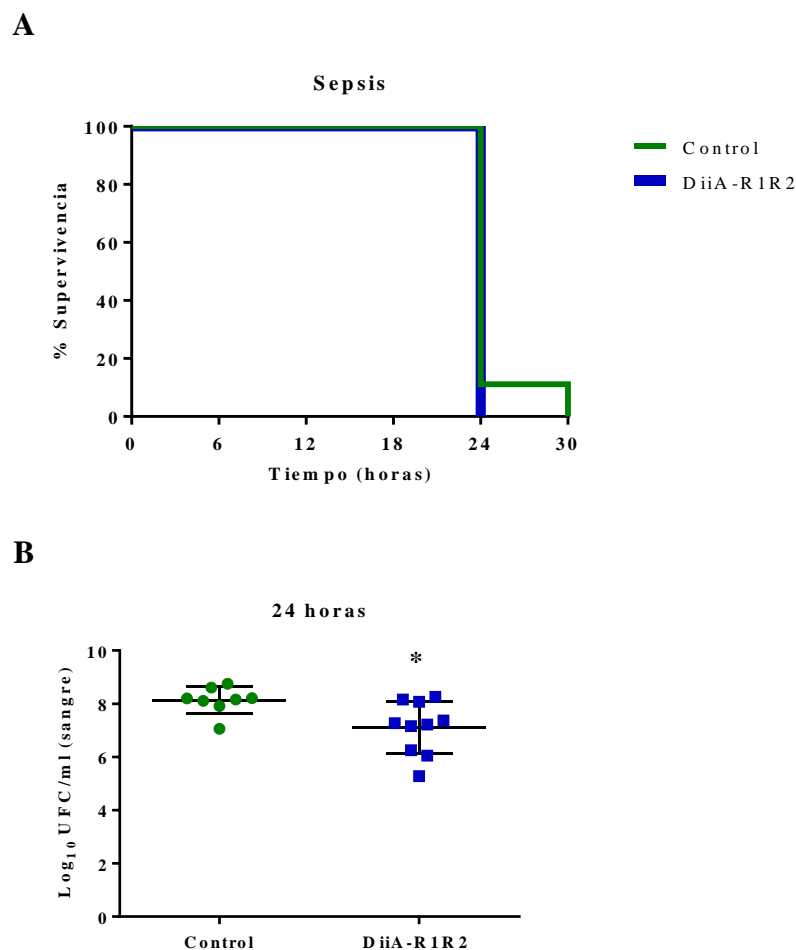 A
Sepsis
100
80
60
40
20
0
% Supervivencia
0 6 12 18 24 30
Tiempo (horas)
Control
DiiA-R1R2
B
24 horas
*
10
8
6
4
2
0
Log10 UFC/ml (sangre)
Control DiiA-R1R2